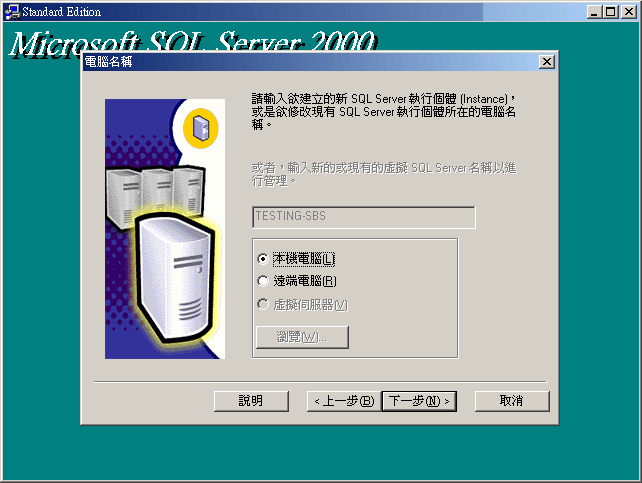 Standard Edition
Microsoft SQL Server 2000
電腦名稱
請輸入欲建立的新 SQL Server 執行個體 (Instance)，
或是欲修改現有 SQL Server 執行個體所在的電腦名
稱。
或者，輸入新的或現有的虛擬 SQL Server 名稱以進
行管理。
TESTING-SBS
本機電腦(L)
遠端電腦(R)
虛擬伺服器(V)
瀏覽(W)...
說明
< 上一步(B)
下一步(N) >
取消